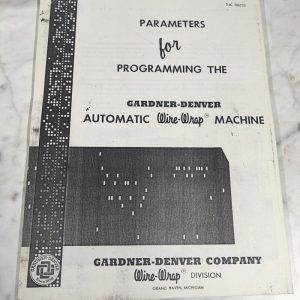 PARAMETERS
for
PROGRAMMING THE
GARDNER-DENVER
AUTOMATIC Wire-Wrap® MACHINE
GARDNER-DENVER COMPANY
Wire-Wrap® DIVISION
GRAND HAVEN, MICHIGAN